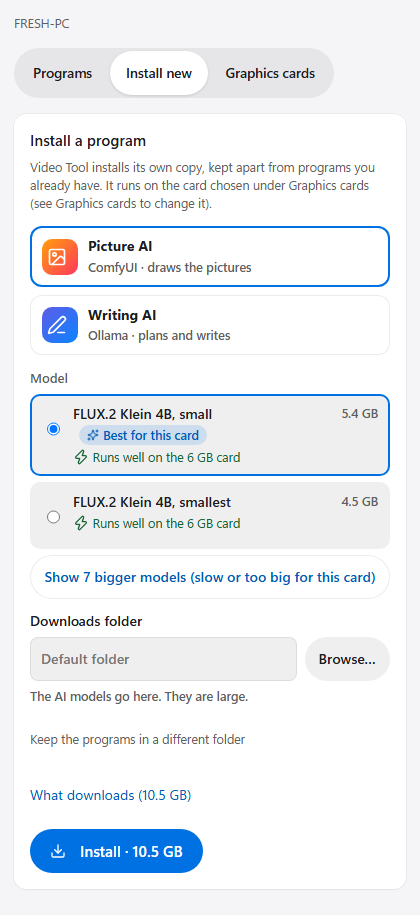 FRESH-PC
Programs
Install new
Graphics cards
Install a program
Video Tool installs its own copy, kept apart from programs you
already have. It runs on the card chosen under Graphics cards
(see Graphics cards to change it).
Picture AI
ComfyUI · draws the pictures
Writing AI
Ollama · plans and writes
Model
FLUX.2 Klein 4B, small
5.4 GB
Best for this card
Runs well on the 6 GB card
FLUX.2 Klein 4B, smallest
4.5 GB
Runs well on the 6 GB card
Show 7 bigger models (slow or too big for this card)
Downloads folder
Default folder
Browse...
The AI models go here. They are large.
Keep the programs in a different folder
What downloads (10.5 GB)
Install · 10.5 GB